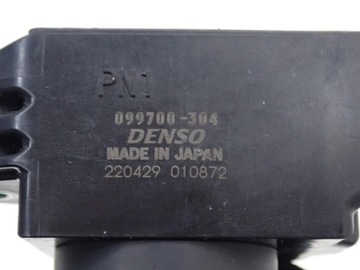 PN1
099700-304
DENSO
MADE IN JAPAN
220429 010872